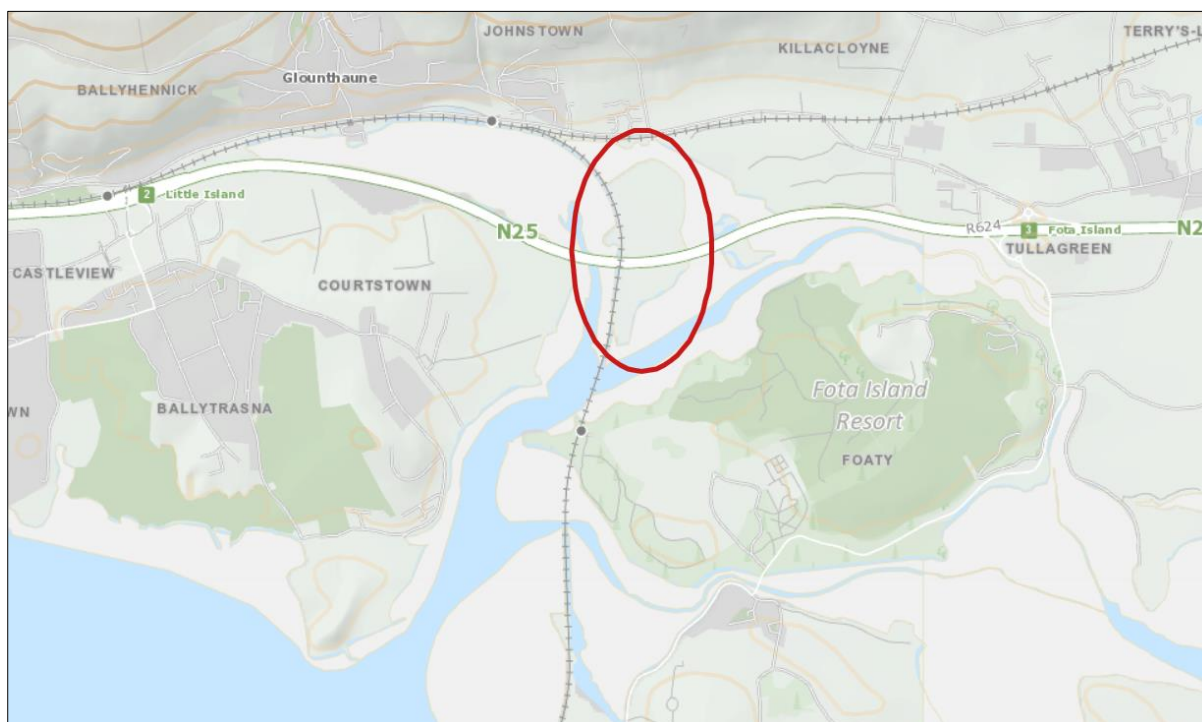 JOHNSTOWN
TERRY'S-L
KILLACLOYNE
Glounthaune
BALLYHENNICK
2 Little Island
N25
R624
Fota Island
N2
TULLAGREEN
CASTLEVIEW
COURTSTOWN
Fota Island
Resort
WN
BALLYTRASNA
FOATY